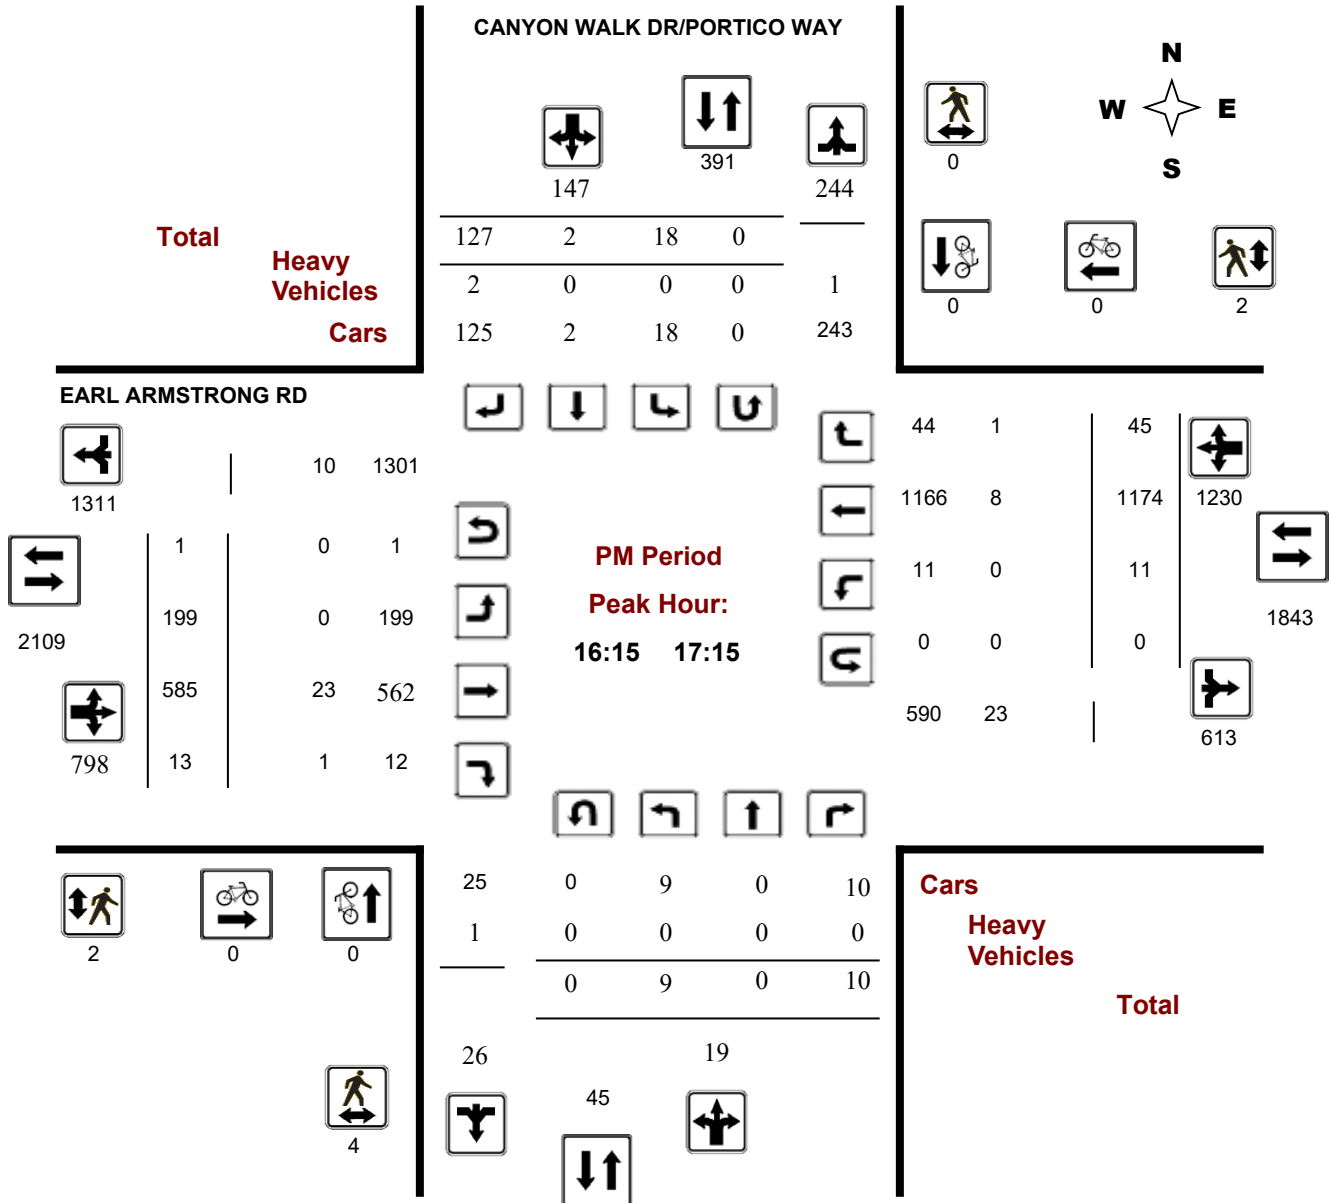 CANYON WALK DR/PORTICO WAY
N
W E
S
391
0
147 244
Total 127 2 18 0
Heavy
Vehicles 2 0 0 0 1
0 0 2
Cars 125 2 18 0 243
EARL ARMSTRONG RD
44 1 45
10 1301
1311 1166 8 1174 1230
1 0 1
PM Period
11 0 11
199 0 199 Peak Hour: 1843
2109 16:15 17:15 0 0 0
585 23 562
590 23
613
798 13 1 12
25 0 9 0 10 Cars
1 0 0 0 0 Heavy
Vehicles
2 0 0
0 9 0 10
Total
26 19
45
4